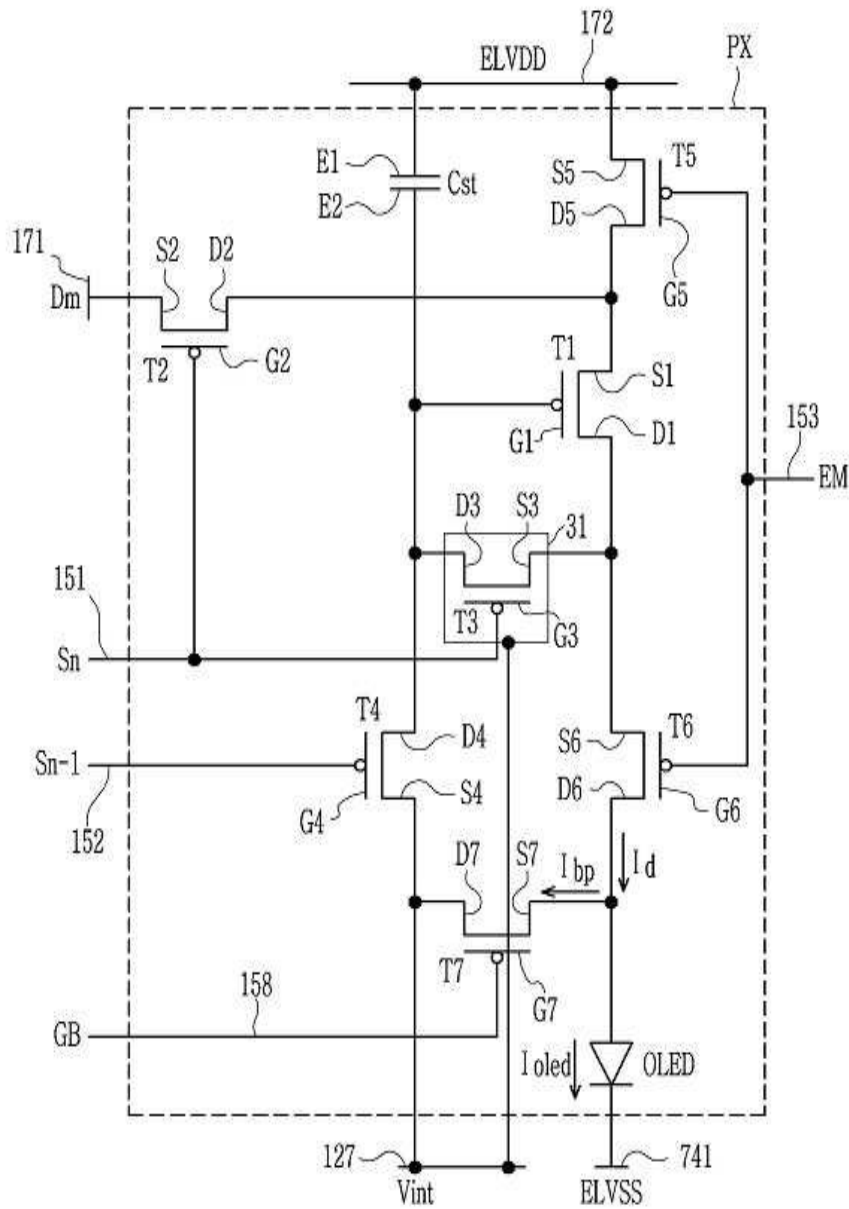 172
ELVDD
PX
E1
Cst
E2
T5
S5
D5
G5
171
Dm
S2
D2
T2
G2
T1
S1
G1
D1
153
EM
D3
S3
31
T3
G3
151
Sn
T4
D4
Sn-1
S4
G4
152
T6
S6
D6
G6
D7
S7
Ibp
Id
T7
G7
158
GB
Ioled
OLED
127
Vint
741
ELVSS